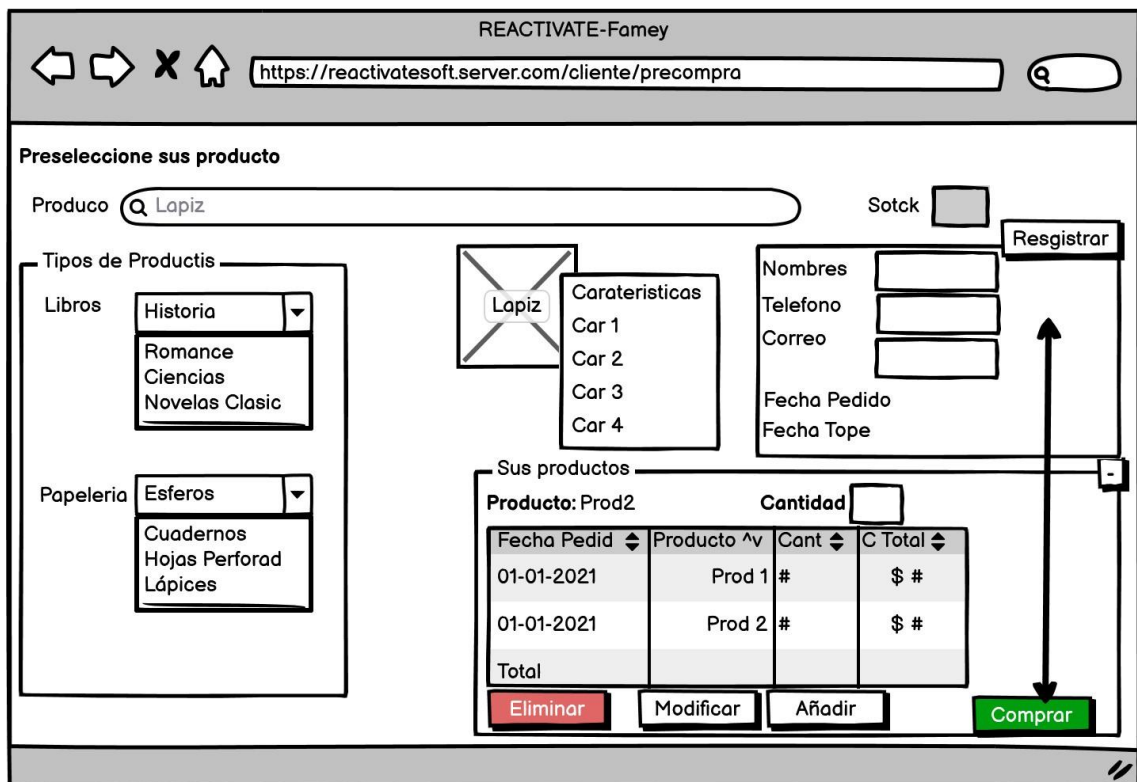 REACTIVATE-Famey
https://reactivatesoft.server.com/cliente/precompra
Preseleccione sus producto
Produco Lapiz Sotck
Resgistrar
Tipos de Productis
Libros Historia
Romance
Ciencias
Novelas Clasic
Papeleria Esferos
Cuadernos
Hojas Perforad
Lápices
Lapiz
Carateristicas
Car 1
Car 2
Car 3
Car 4
Nombres
Telefono
Correo
Fecha Pedido
Fecha Tope
Sus productos -
Producto: Prod2 Cantidad
Fecha Pedid Producto ^v Cant C Total
01-01-2021 Prod 1 # $ #
01-01-2021 Prod 2 # $ #
Total
Eliminar Modificar Añadir Comprar